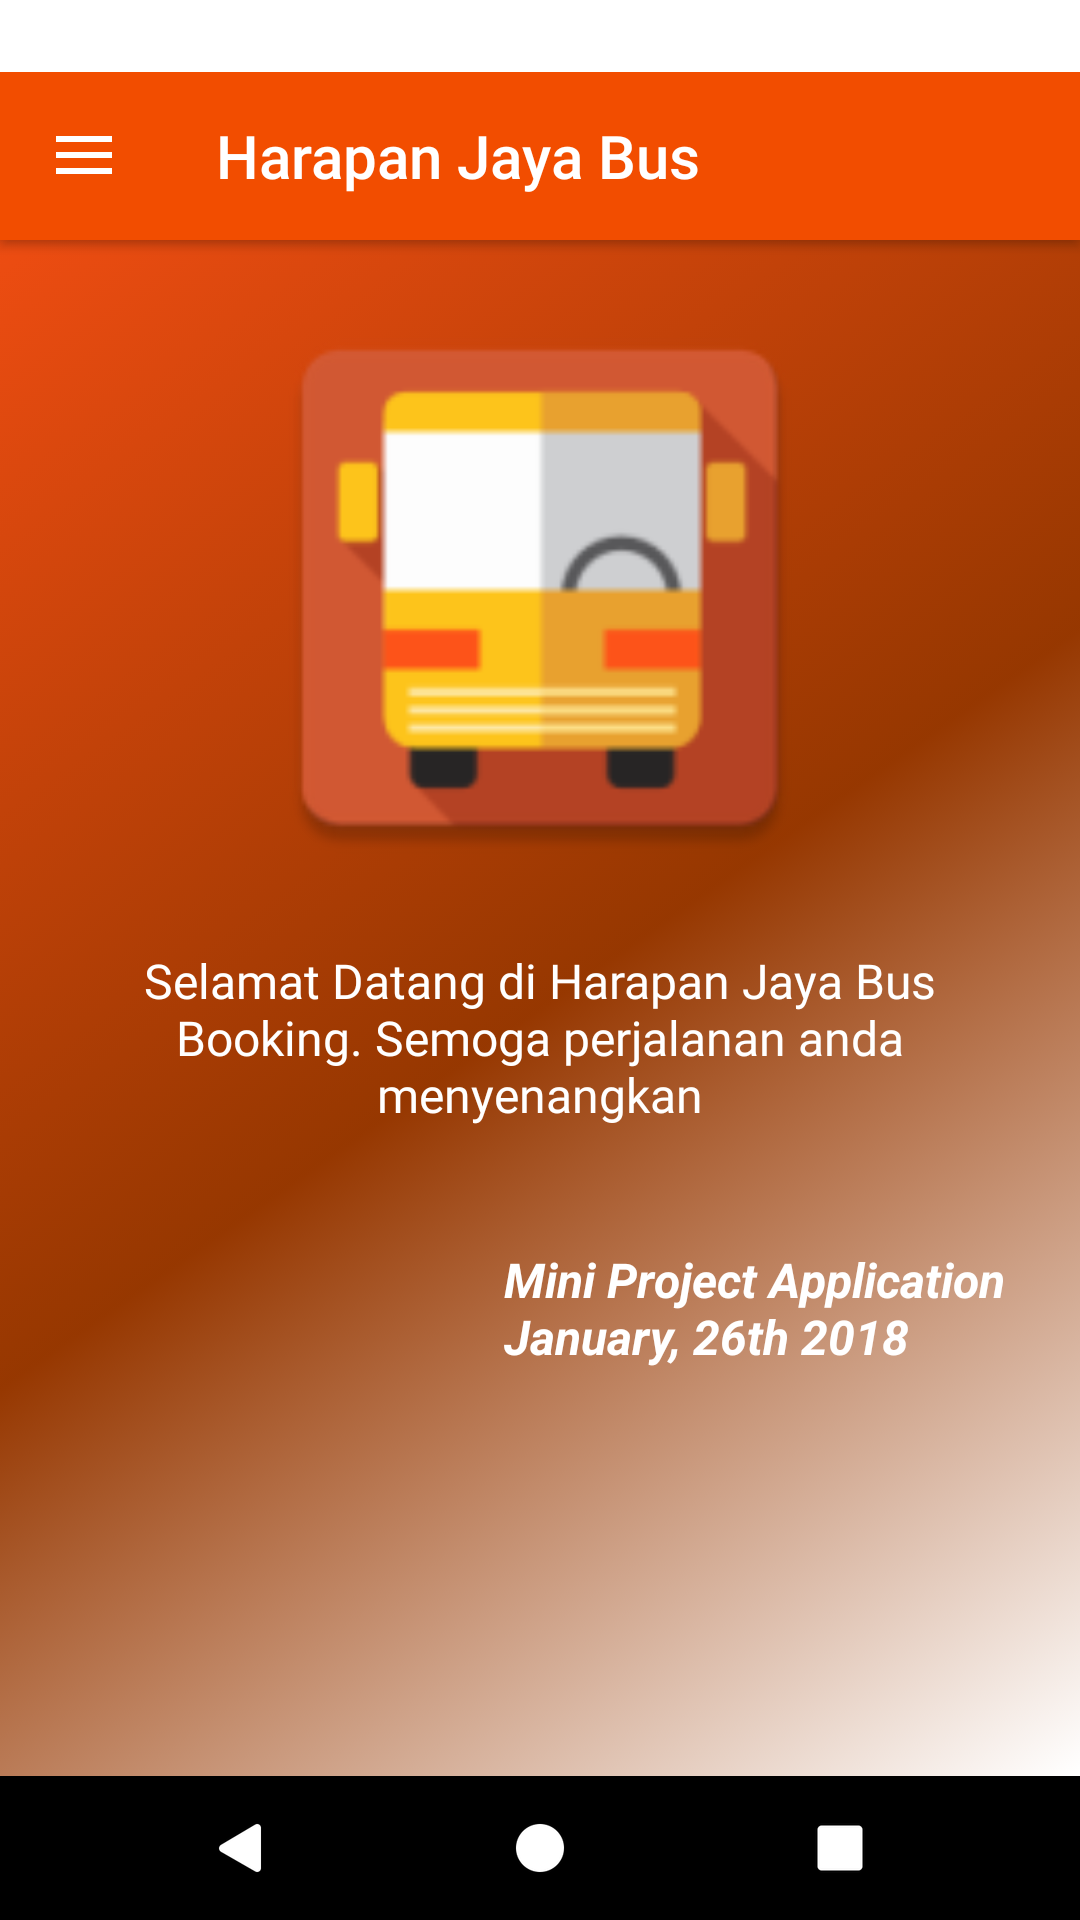 Harapan Jaya Bus
Selamat Datang di Harapan Jaya Bus
Booking. Semoga perjalanan anda
menyenangkan
Mini Project Application
January, 26th 2018